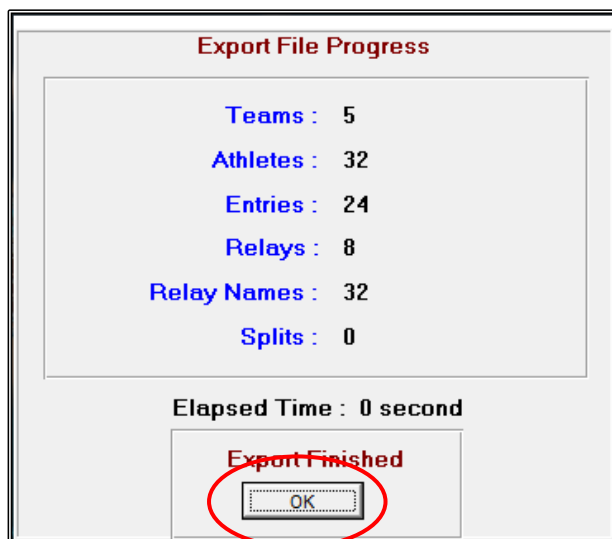 Export File Progress
Teams : 5
Athletes : 32
Entries : 24
Relays : 8
Relay Names : 32
Splits : 0
Elapsed Time : 0 second
Export Finished
OK